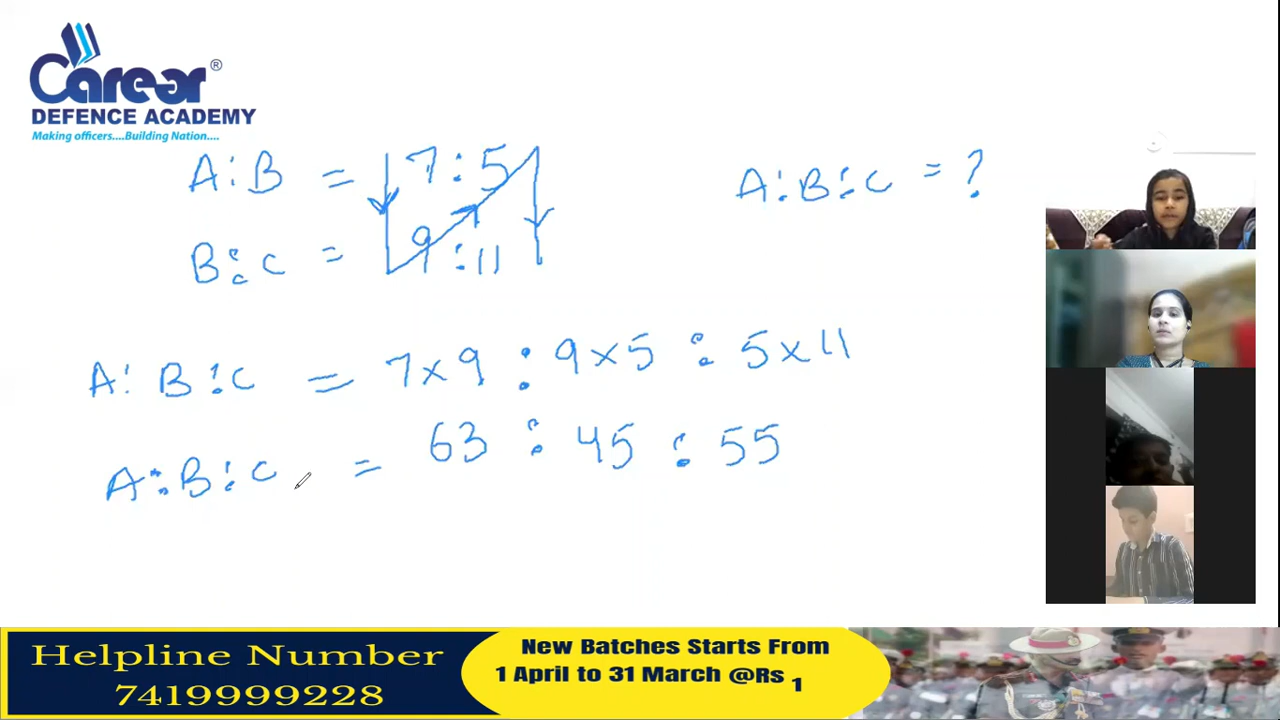 Carear®
DEFENCE ACADEMY
Making officers....Building Nation....
A:B = 7:5
A:B:C = ?
B:C = 9:11
A:B:C = 7×9 : 9×5 : 5×11
A:B:C = 63 : 45 : 55
Helpline Number
7419999228
New Batches Starts From
1 April to 31 March @Rs 1